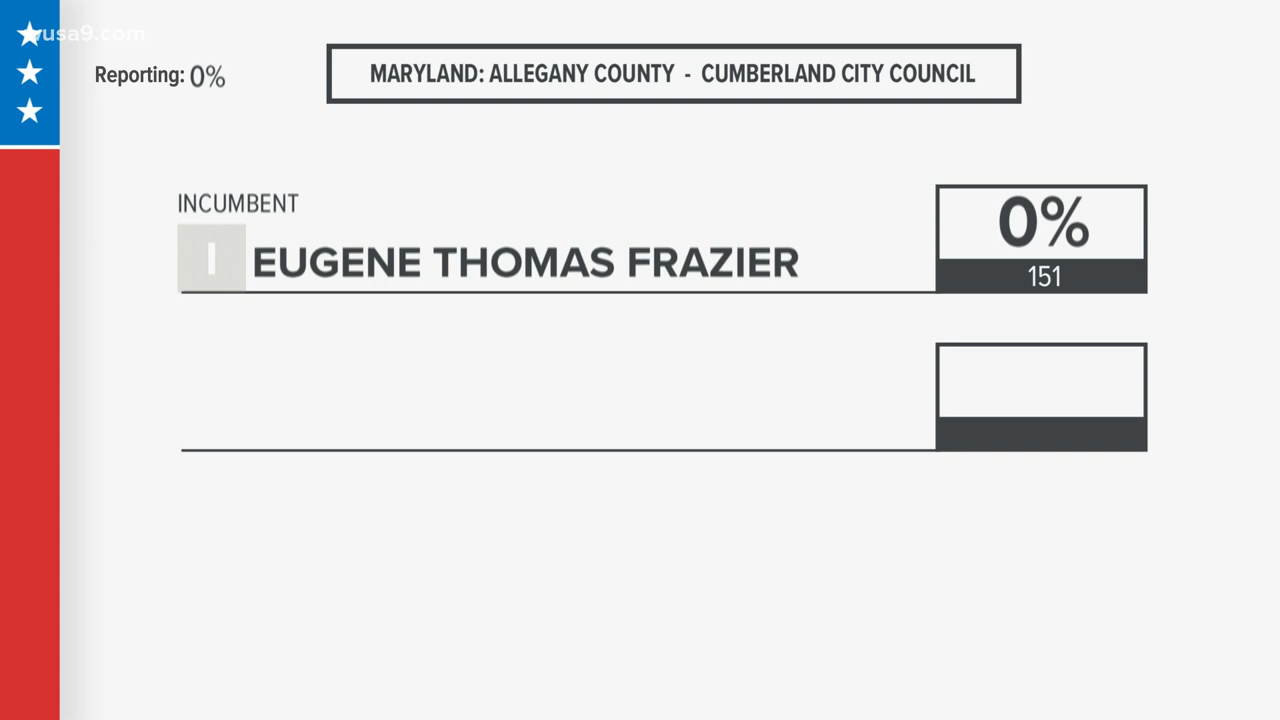 wusa9.com
Reporting: 0%
MARYLAND: ALLEGANY COUNTY - CUMBERLAND CITY COUNCIL
INCUMBENT
I EUGENE THOMAS FRAZIER
0%
151